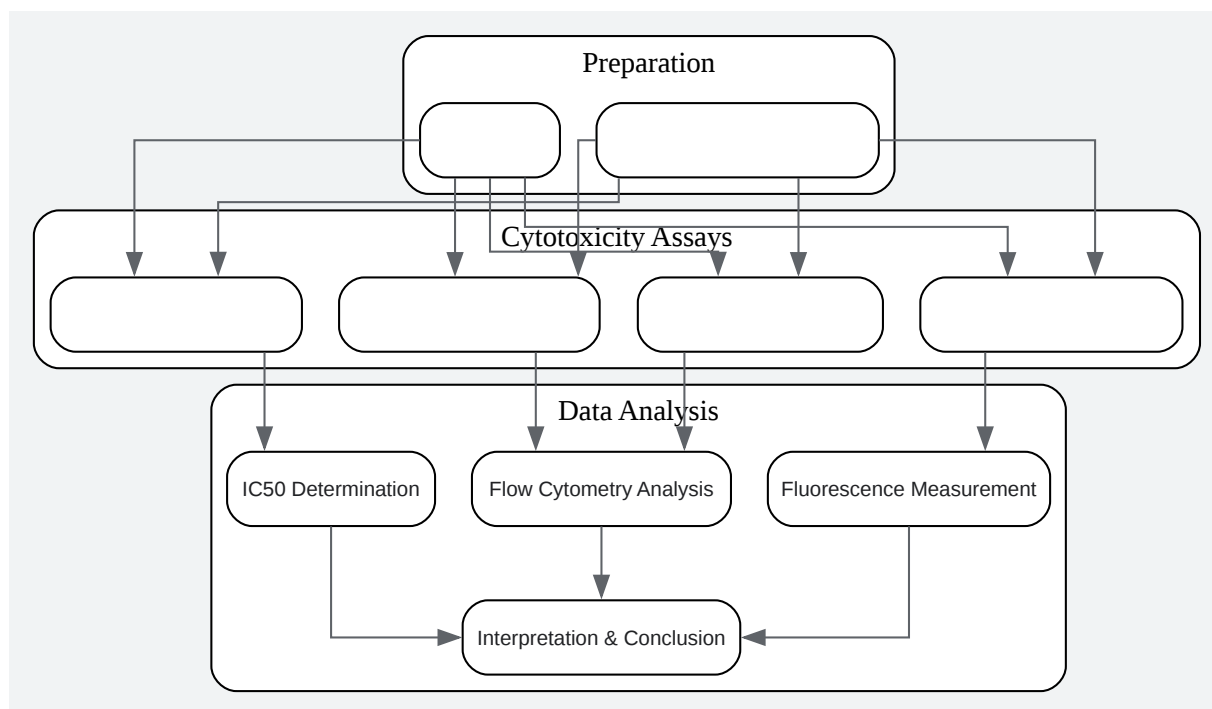 Preparation
Cytotoxicity Assays
Data Analysis
IC50 Determination
Flow Cytometry Analysis
Fluorescence Measurement
Interpretation & Conclusion